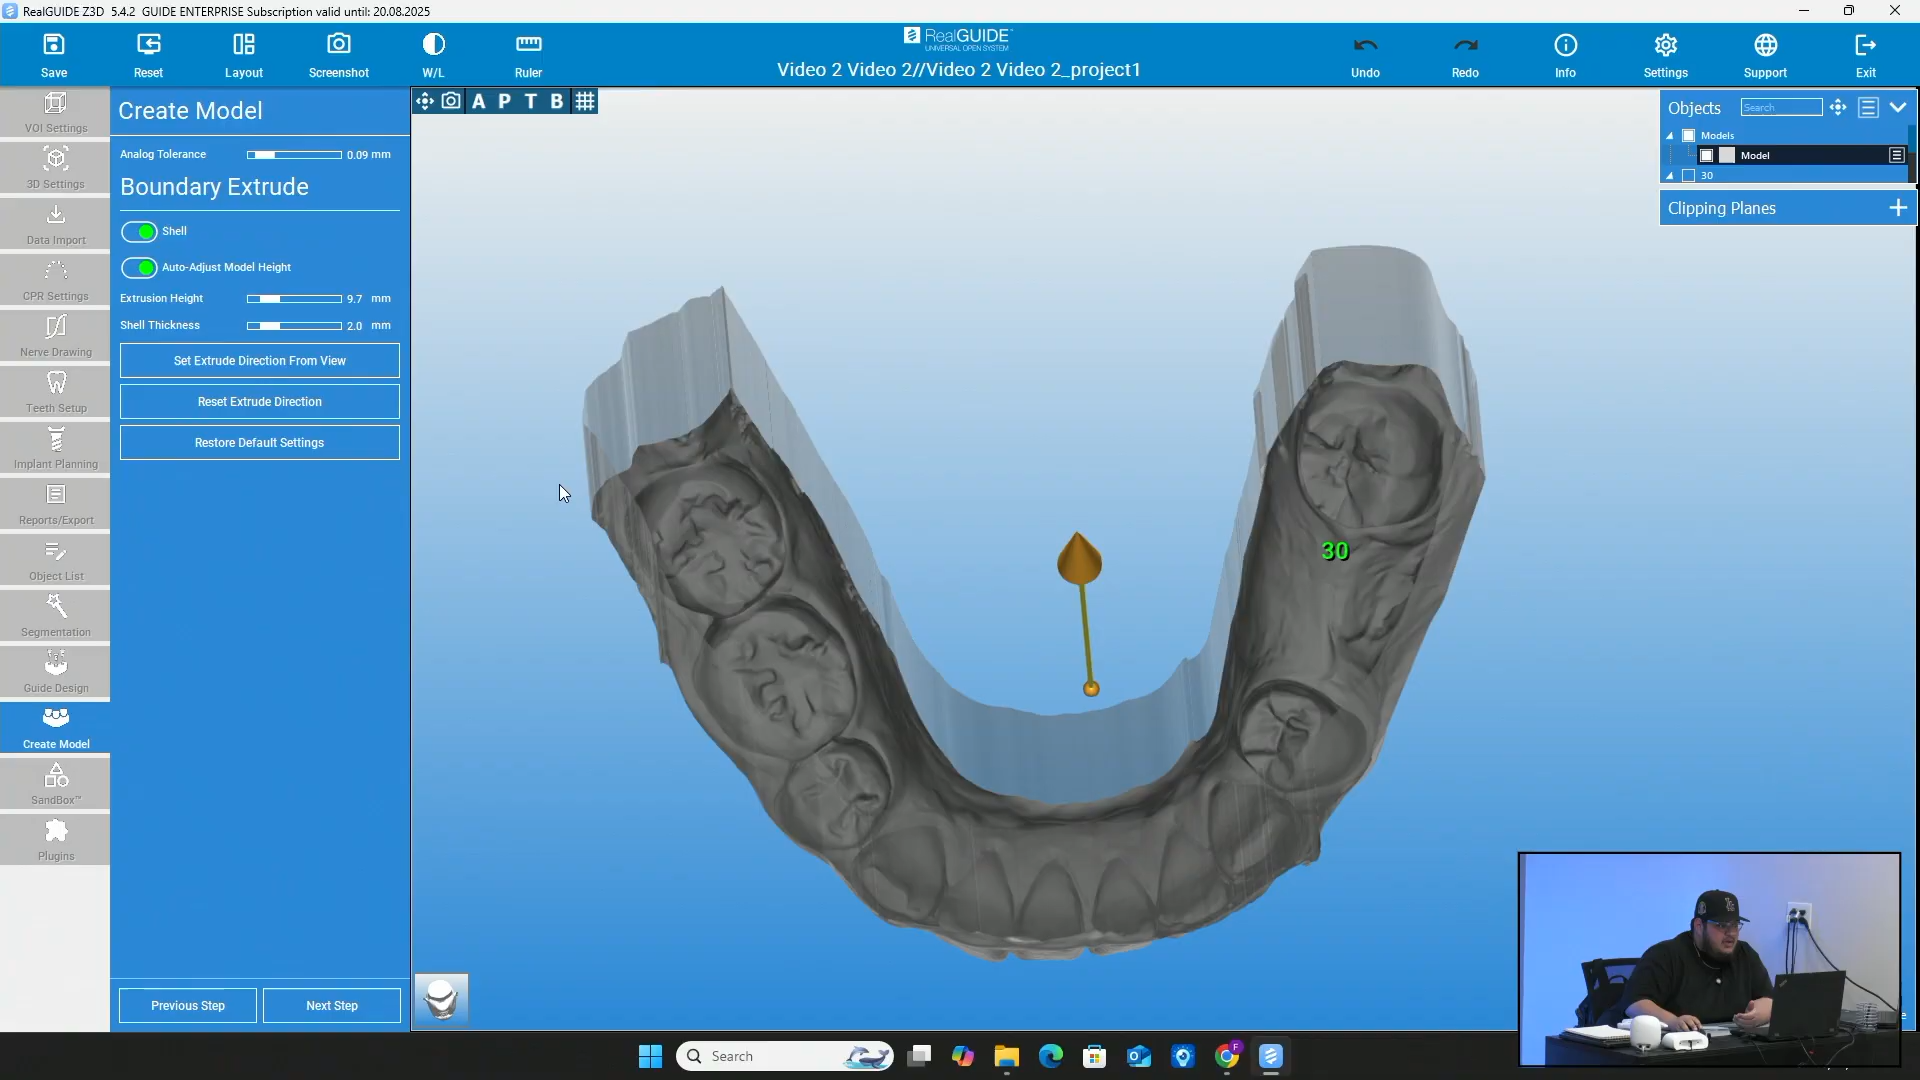 RealGUIDE Z3D 5.4.2 GUIDE ENTERPRISE Subscription valid until: 20.08.2025
Save
Reset
Layout
Screenshot
W/L
Ruler
RealGUIDE
UNIVERSAL OPEN SYSTEM
Video 2 Video 2//Video 2 Video 2_project1
Undo
Redo
Info
Settings
Support
Exit
VOI Settings
3D Settings
Data Import
CPR Settings
Nerve Drawing
Teeth Setup
Implant Planning
Reports/Export
Object List
Segmentation
Guide Design
Create Model
SandBox™
Plugins
Create Model
Analog Tolerance 0.09 mm
Boundary Extrude
Shell
Auto-Adjust Model Height
Extrusion Height 9.7 mm
Shell Thickness 2.0 mm
Set Extrude Direction From View
Reset Extrude Direction
Restore Default Settings
Previous Step
Next Step
A P T B
30
Objects
Search
Models
Model
30
Clipping Planes
Search